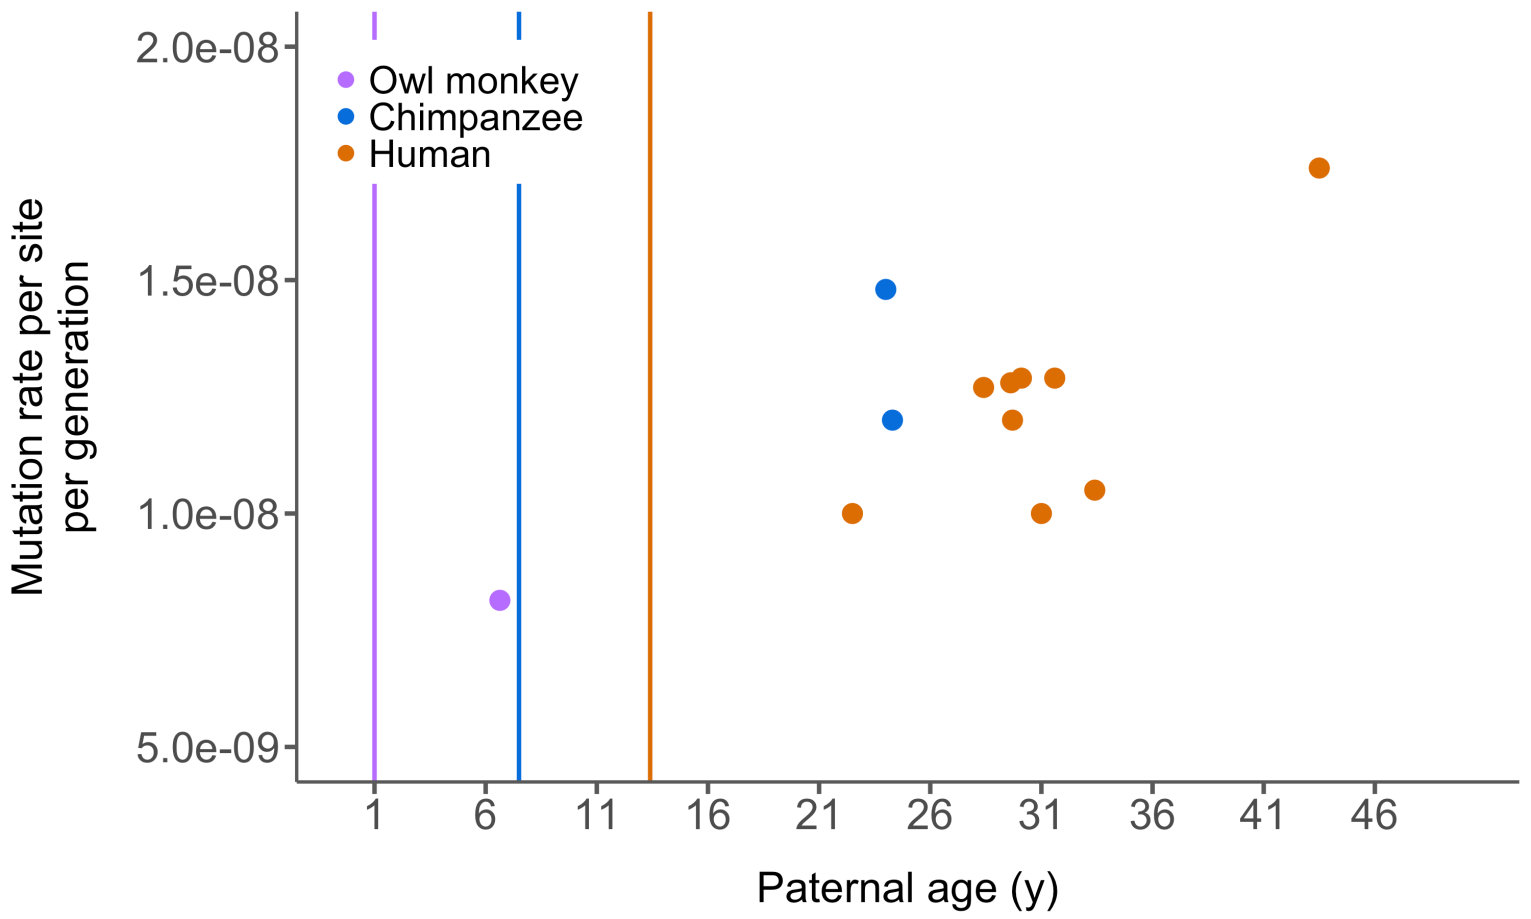 2.0e-08
Owl monkey
Chimpanzee
Human
1.5e-08
Mutation rate per site
per generation
1.0e-08
5.0e-09
1 6 11 16 21 26 31 36 41 46
Paternal age (y)